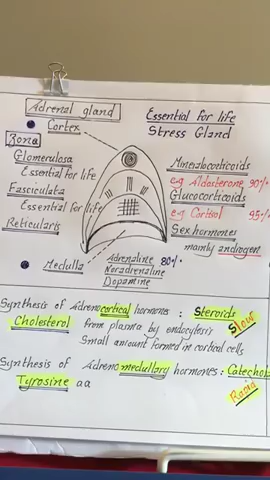 Adrenal gland
Essential for life
Stress Gland
Cortex
Zona
Glomerulosa
Essential for life
Fasciculata
Essential for life
Reticularis
Mineralocorticoids
e.g Aldosterone 90%
Glucocorticoids
e.g Cortisol 95%
Sex hormones
mainly androgen
Medulla
Adrenaline 80%
Noradrenaline
Dopamine
Synthesis of Adrenocortical hormones : Steroids
Cholesterol from plasma by endocytosis Slow
Small amount formed in cortical cells
Synthesis of Adrenomedullary hormones: Catechol
Tyrosine aa
Rapid